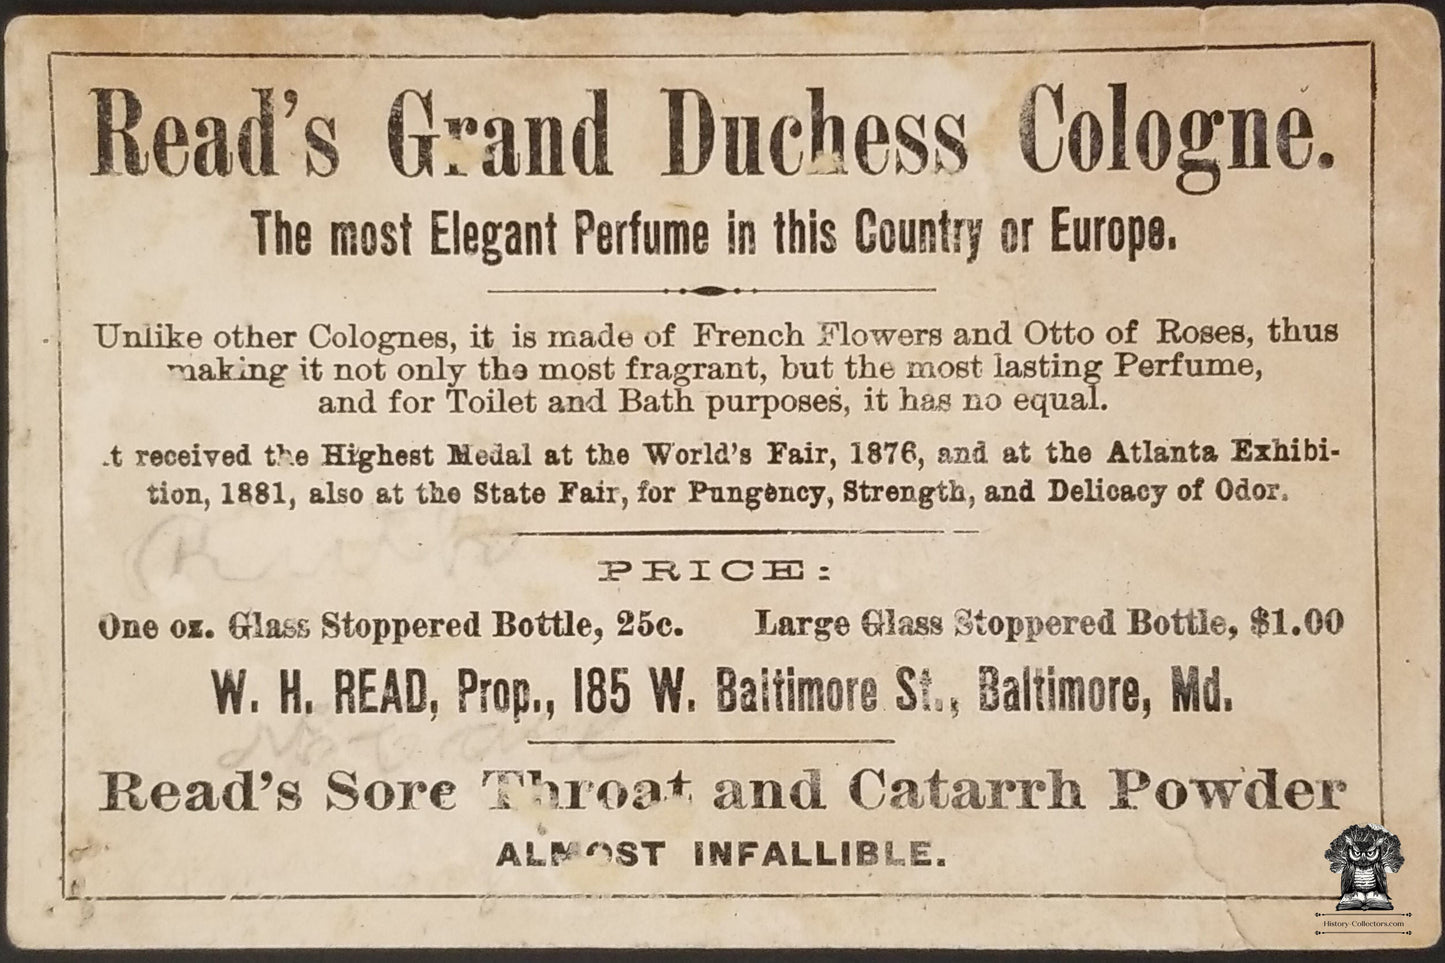 Read's Grand Duchess Cologne.
The most Elegant Perfume in this Country or Europe.
Unlike other Colognes, it is made of French Flowers and Otto of Roses, thus
making it not only the most fragrant, but the most lasting Perfume,
and for Toilet and Bath purposes, it has no equal.
t received the Highest Medal at the World's Fair, 1876, and at the Atlanta Exhibi-
tion, 1881, also at the State Fair, for Pungency, Strength, and Delicacy of Odor.
PRICE:
One oz. Glass Stoppered Bottle, 25c. Large Glass Stoppered Bottle, $1.00
W. H. READ, Prop., 185 W. Baltimore St., Baltimore, Md.
Read's Sore Throat and Catarrh Powder
ALMOST INFALLIBLE.
History-Collectors.com